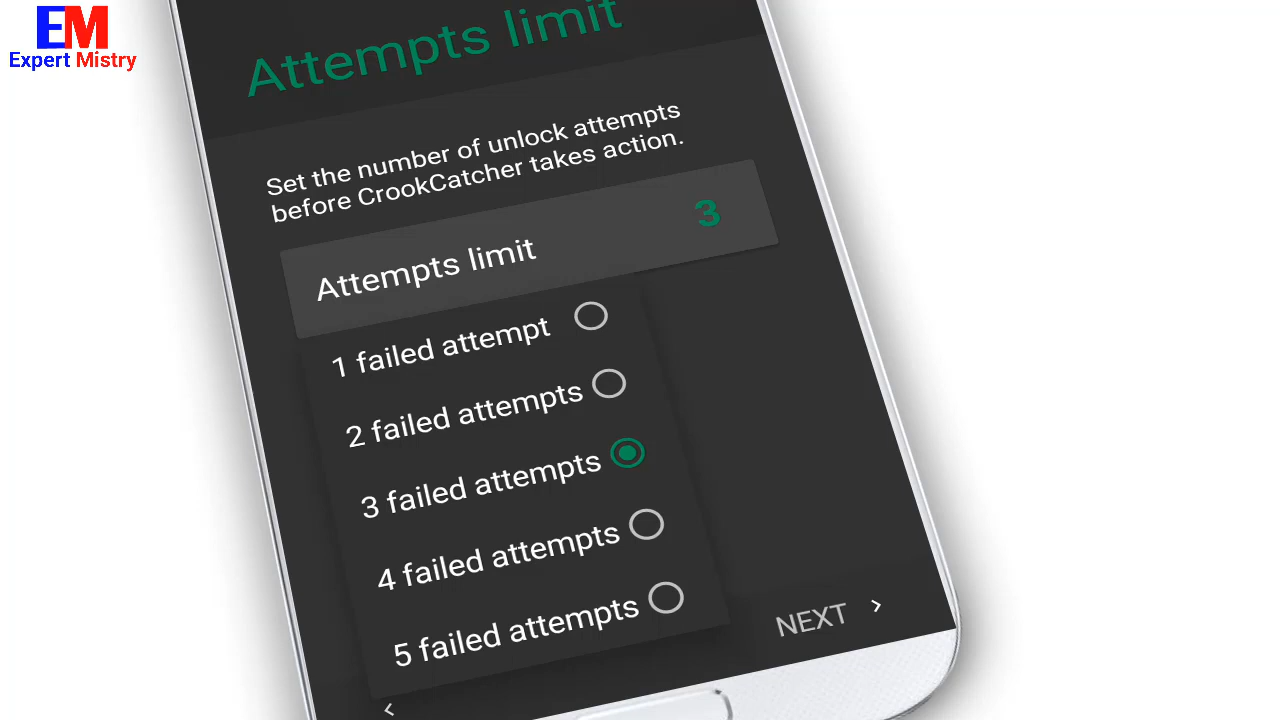 EM
Expert Mistry
Attempts limit
Set the number of unlock attempts
before CrookCatcher takes action.
Attempts limit 3
1 failed attempt
2 failed attempts
3 failed attempts
4 failed attempts
5 failed attempts
NEXT >
<